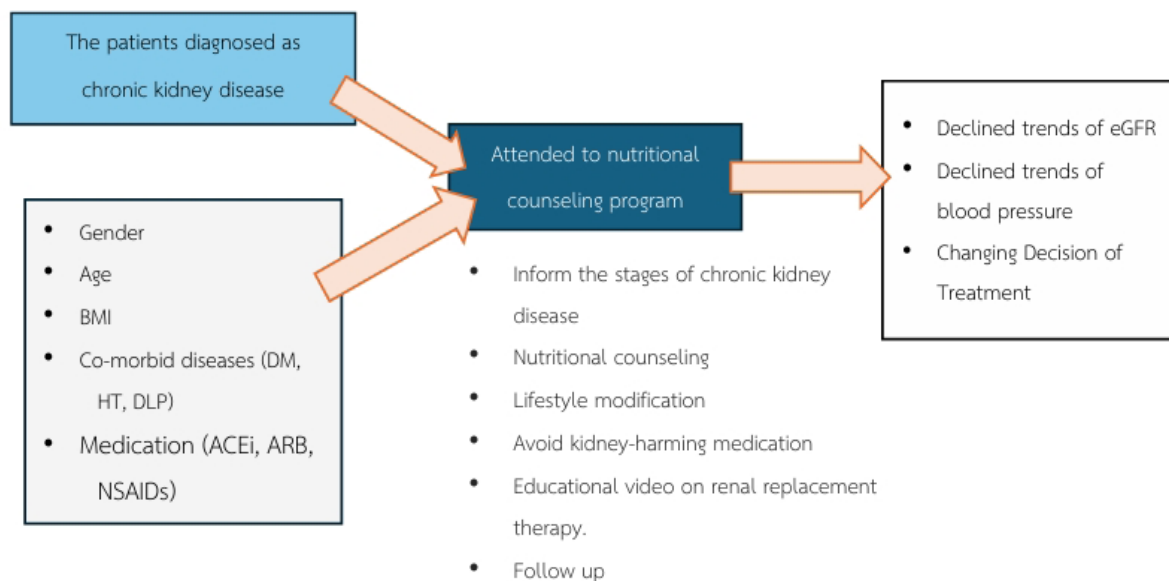 The patients diagnosed as
chronic kidney disease
• Gender
• Age
• BMI
• Co-morbid diseases (DM,
HT, DLP)
• Medication (ACEi, ARB,
NSAIDs)
Attended to nutritional
counseling program
• Inform the stages of chronic kidney
disease
• Nutritional counseling
• Lifestyle modification
• Avoid kidney-harming medication
• Educational video on renal replacement
therapy.
• Follow up
• Declined trends of eGFR
• Declined trends of
blood pressure
• Changing Decision of
Treatment